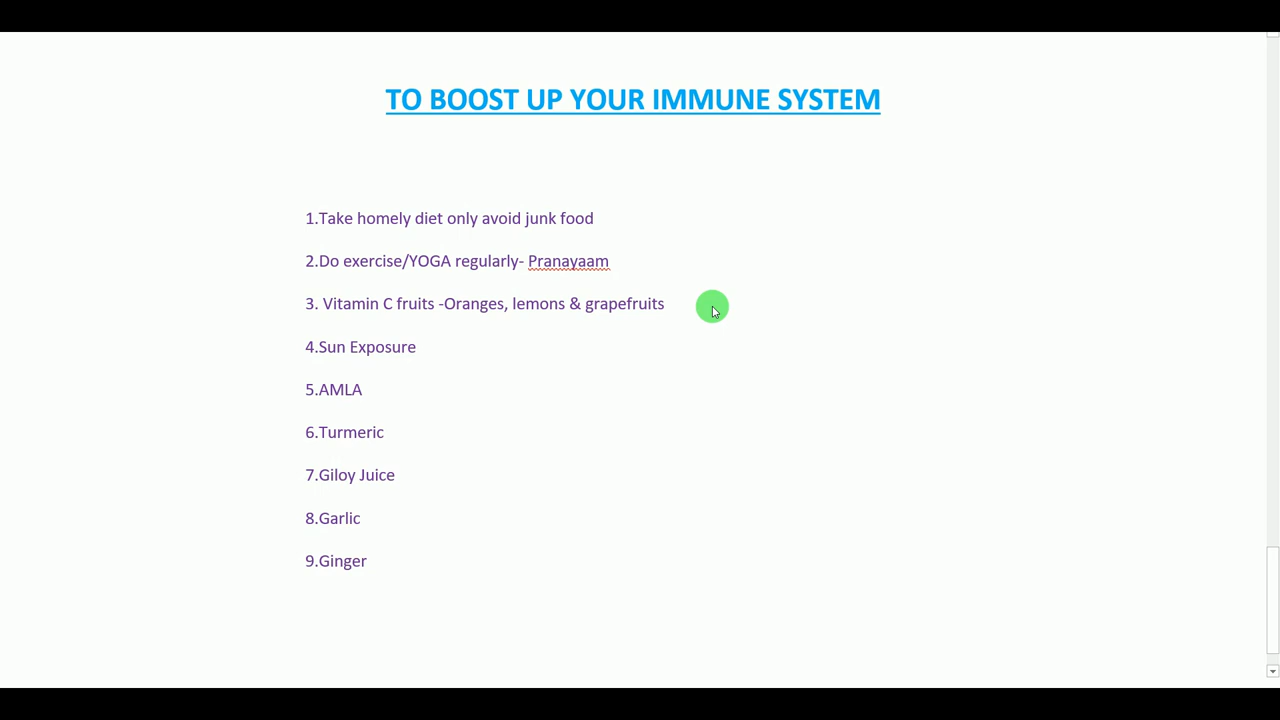 TO BOOST UP YOUR IMMUNE SYSTEM
1.Take homely diet only avoid junk food
2.Do exercise/YOGA regularly- Pranayaam
3. Vitamin C fruits -Oranges, lemons & grapefruits
4.Sun Exposure
5.AMLA
6.Turmeric
7.Giloy Juice
8.Garlic
9.Ginger